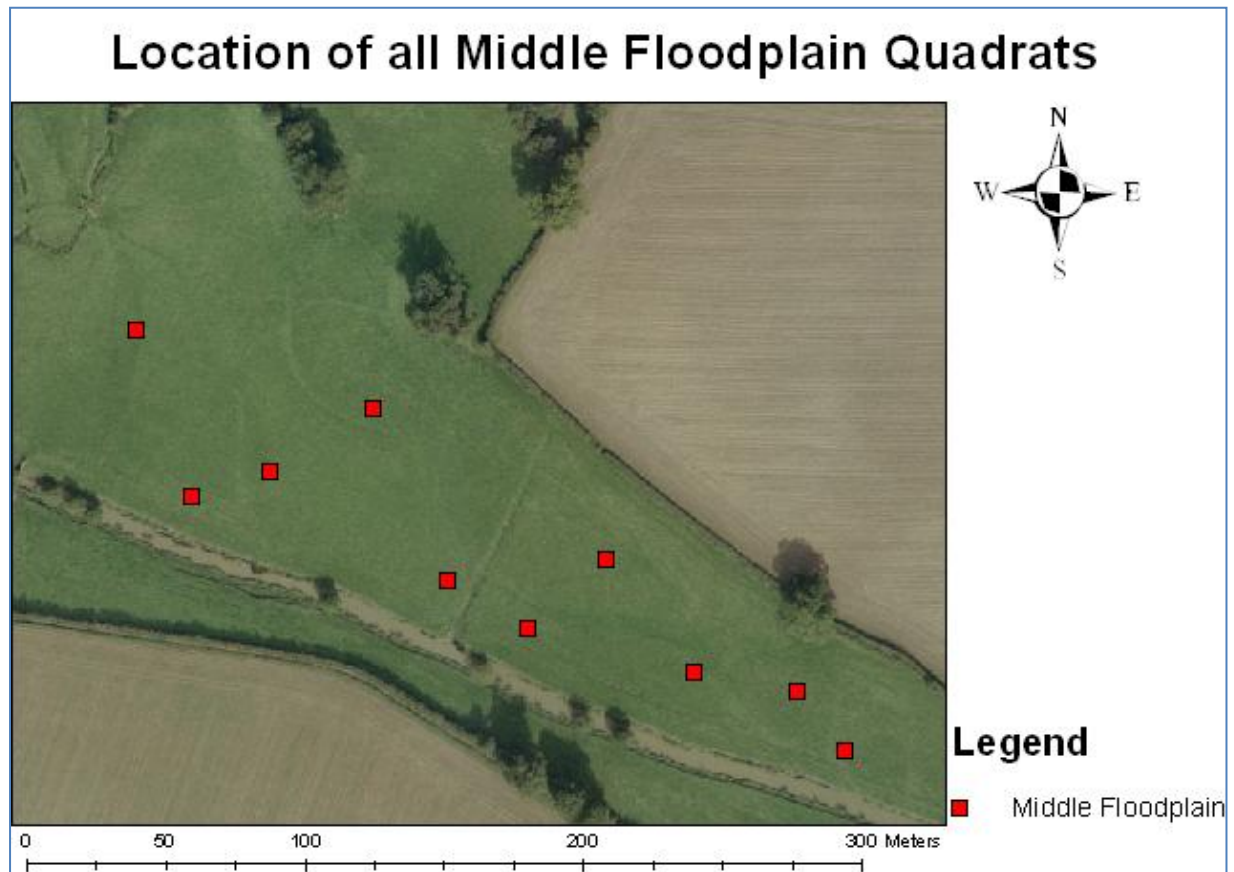 Location of all Middle Floodplain Quadrats
N
W E
S
Legend
Middle Floodplain
0 50 100 200 300 Meters